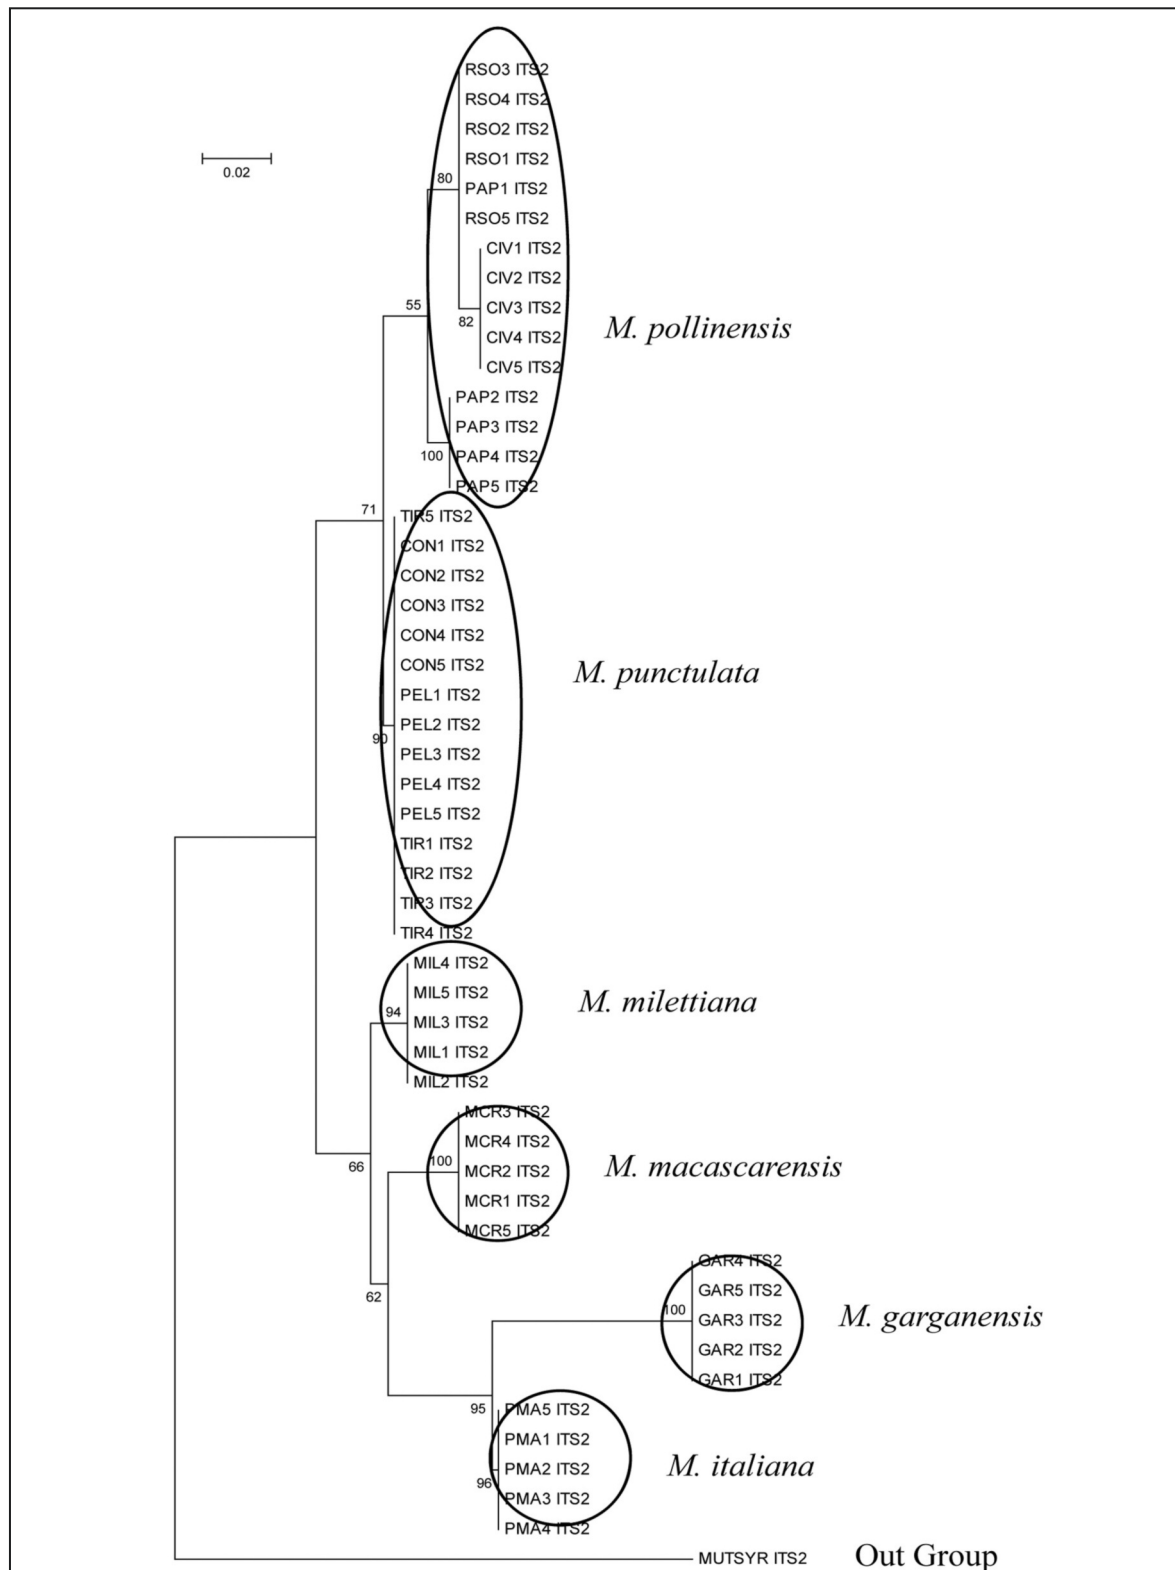 RSO3 ITS2
RSO4 ITS2
RSO2 ITS2
0.02
RSO1 ITS2
80
PAP1 ITS2
RSO5 ITS2
CIV1 ITS2
CIV2 ITS2
55
CIV3 ITS2
82
M. pollinensis
CIV4 ITS2
CIV5 ITS2
PAP2 ITS2
PAP3 ITS2
100
PAP4 ITS2
PAP5 ITS2
71
TIR5 ITS2
CON1 ITS2
CON2 ITS2
CON3 ITS2
CON4 ITS2
CON5 ITS2
M. punctulata
PEL1 ITS2
PEL2 ITS2
90
PEL3 ITS2
PEL4 ITS2
PEL5 ITS2
TIR1 ITS2
TIR2 ITS2
TIR3 ITS2
TIR4 ITS2
MIL4 ITS2
MIL5 ITS2
M. milettiana
94
MIL3 ITS2
MIL1 ITS2
MIL2 ITS2
MCR3 ITS2
MCR4 ITS2
66
100
MCR2 ITS2
M. macascarensis
MCR1 ITS2
MCR5 ITS2
GAR4 ITS2
GAR5 ITS2
62
100
GAR3 ITS2
M. garganensis
GAR2 ITS2
GAR1 ITS2
95
PMA5 ITS2
PMA1 ITS2
PMA2 ITS2
M. italiana
96
PMA3 ITS2
PMA4 ITS2
MUTSYR ITS2
Out Group